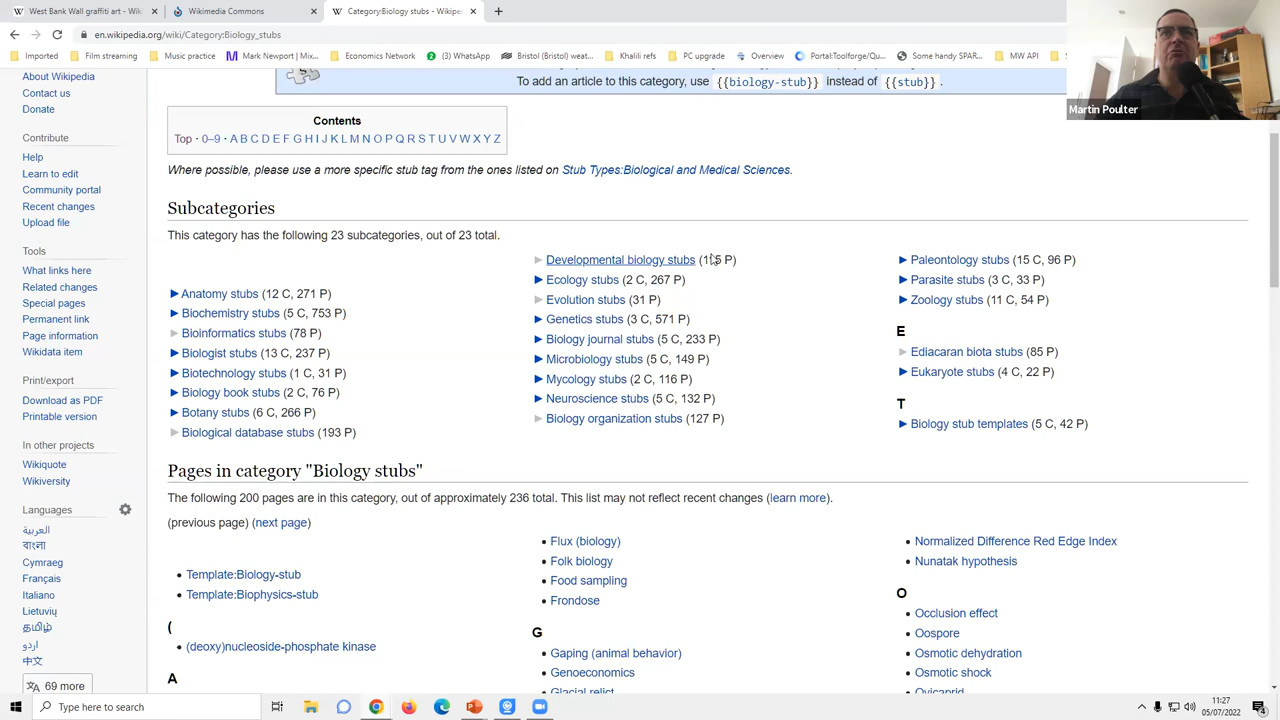 West Bank Wall graffiti art - Wiki
Wikimedia Commons
Category:Biology stubs - Wikipe
en.wikipedia.org/wiki/Category:Biology_stubs
Imported
Film streaming
Music practice
Mark Newport | Mix...
Economics Network
(3) WhatsApp
Bristol (Bristol) weat...
Khalili refs
PC upgrade
Overview
Portal:Toolforge/Qu...
Some handy SPAR...
MW API
Martin Poulter
About Wikipedia
Contact us
Donate
Contribute
Help
Learn to edit
Community portal
Recent changes
Upload file
Tools
What links here
Related changes
Special pages
Permanent link
Page information
Wikidata item
Print/export
Download as PDF
Printable version
In other projects
Wikiquote
Wikiversity
Languages
العربية
বাংলা
Cymraeg
Français
Italiano
Lietuvių
தமிழ்
اردو
中文
69 more
To add an article to this category, use {{biology-stub}} instead of {{stub}}.
Contents
Top · 0–9 · A B C D E F G H I J K L M N O P Q R S T U V W X Y Z
Where possible, please use a more specific stub tag from the ones listed on Stub Types:Biological and Medical Sciences.
Subcategories
This category has the following 23 subcategories, out of 23 total.
Anatomy stubs (12 C, 271 P)
Biochemistry stubs (5 C, 753 P)
Bioinformatics stubs (78 P)
Biologist stubs (13 C, 237 P)
Biotechnology stubs (1 C, 31 P)
Biology book stubs (2 C, 76 P)
Botany stubs (6 C, 266 P)
Biological database stubs (193 P)
Developmental biology stubs
Ecology stubs (2 C, 267 P)
Evolution stubs (31 P)
Genetics stubs (3 C, 571 P)
Biology journal stubs (5 C, 233 P)
Microbiology stubs (5 C, 149 P)
Mycology stubs (2 C, 116 P)
Neuroscience stubs (5 C, 132 P)
Biology organization stubs (127 P)
Paleontology stubs (15 C, 96 P)
Parasite stubs (3 C, 33 P)
Zoology stubs (11 C, 54 P)
E
Ediacaran biota stubs (85 P)
Eukaryote stubs (4 C, 22 P)
T
Biology stub templates (5 C, 42 P)
Pages in category "Biology stubs"
The following 200 pages are in this category, out of approximately 236 total. This list may not reflect recent changes (learn more).
(previous page) (next page)
Template:Biology-stub
Template:Biophysics-stub
(
(deoxy)nucleoside-phosphate kinase
A
Flux (biology)
Folk biology
Food sampling
Frondose
G
Gaping (animal behavior)
Genoeconomics
Glacial relict
Normalized Difference Red Edge Index
Nunatak hypothesis
O
Occlusion effect
Oospore
Osmotic dehydration
Osmotic shock
Ovicaprid
Type here to search
11:27
05/07/2022
4